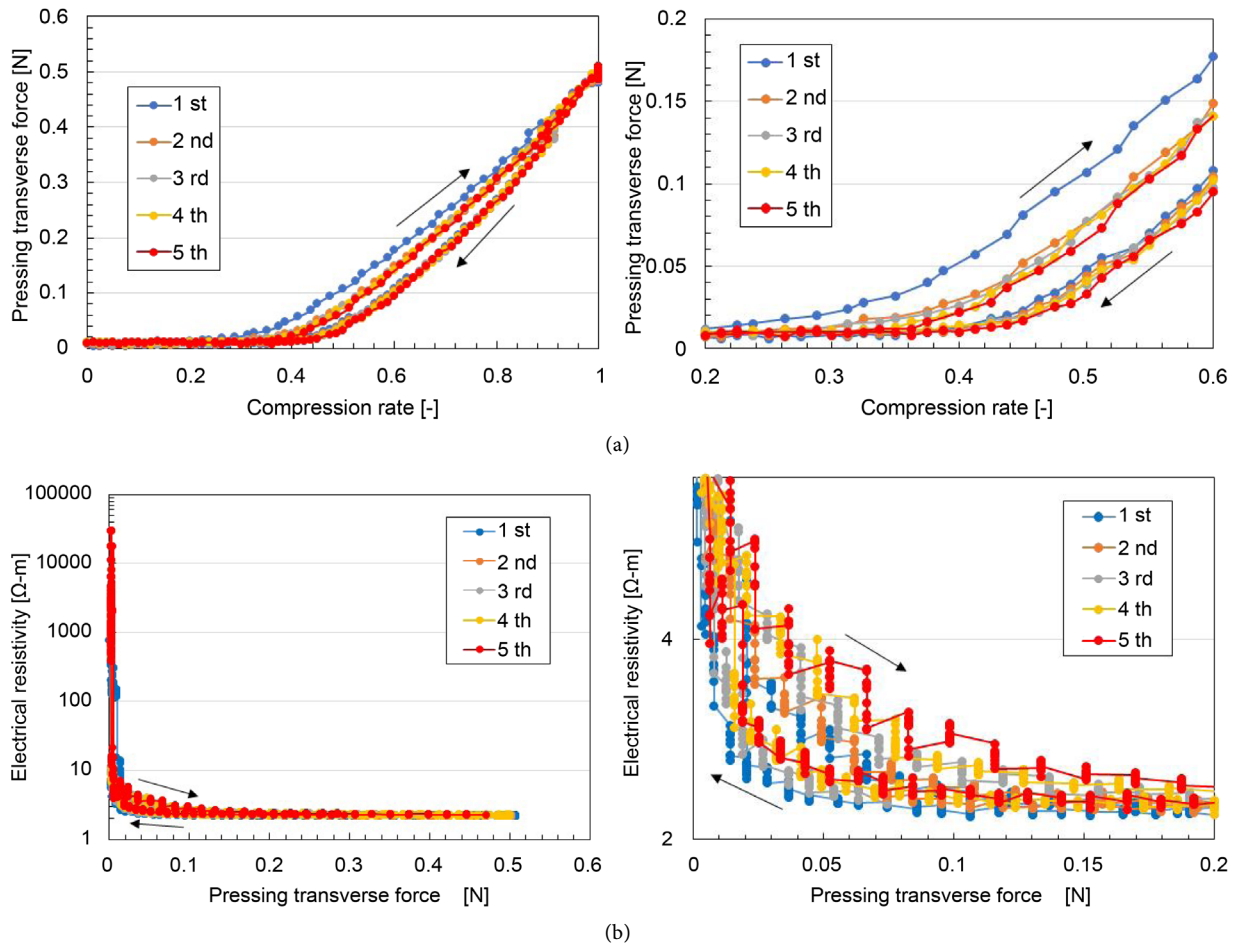 0.6
0.5
0.4
0.3
0.2
0.1
0
Pressing transverse force [N]
1 st
2 nd
3 rd
4 th
5 th
0 0.2 0.4 0.6 0.8 1
Compression rate [-]
0.2
0.15
0.1
0.05
0
Pressing transverse force [N]
1 st
2 nd
3 rd
4 th
5 th
0.2 0.3 0.4 0.5 0.6
Compression rate [-]
(a)
100000
10000
1000
100
10
1
Electrical resistivity [Ω-m]
1 st
2 nd
3 rd
4 th
5 th
0 0.1 0.2 0.3 0.4 0.5 0.6
Pressing transverse force [N]
4
2
Electrical resistivity [Ω-m]
1 st
2 nd
3 rd
4 th
5 th
0 0.05 0.1 0.15 0.2
Pressing transverse force [N]
(b)